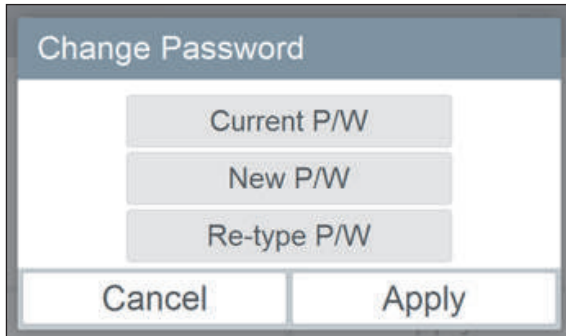 Change Password
Current P/W
New P/W
Re-type P/W
Cancel Apply